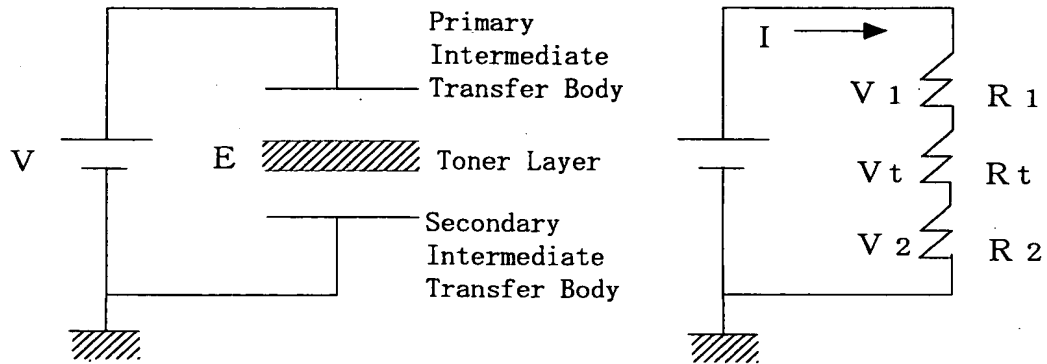 Primary
Intermediate
Transfer Body
V
E
Toner Layer
Secondary
Intermediate
Transfer Body
I
V 1
R 1
V t
R t
V 2
R 2